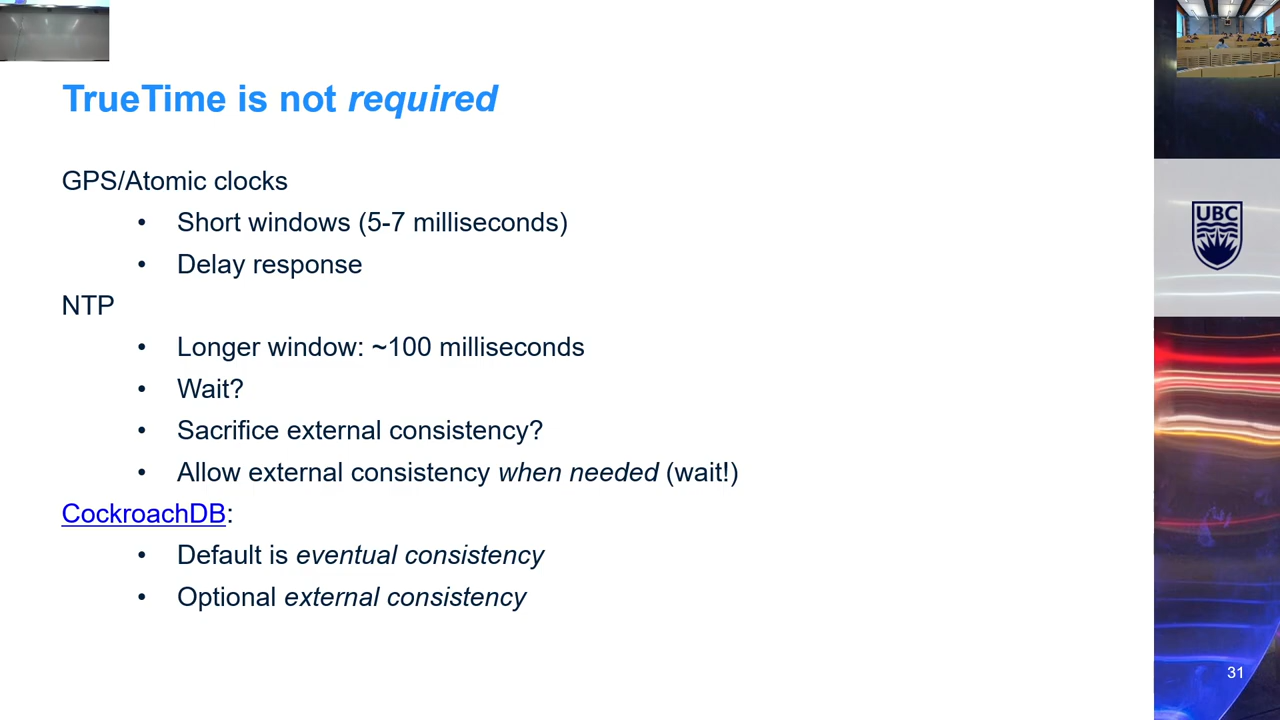 TrueTime is not required
GPS/Atomic clocks
• Short windows (5-7 milliseconds)
• Delay response
NTP
• Longer window: ~100 milliseconds
• Wait?
• Sacrifice external consistency?
• Allow external consistency when needed (wait!)
CockroachDB:
• Default is eventual consistency
• Optional external consistency
UBC
31